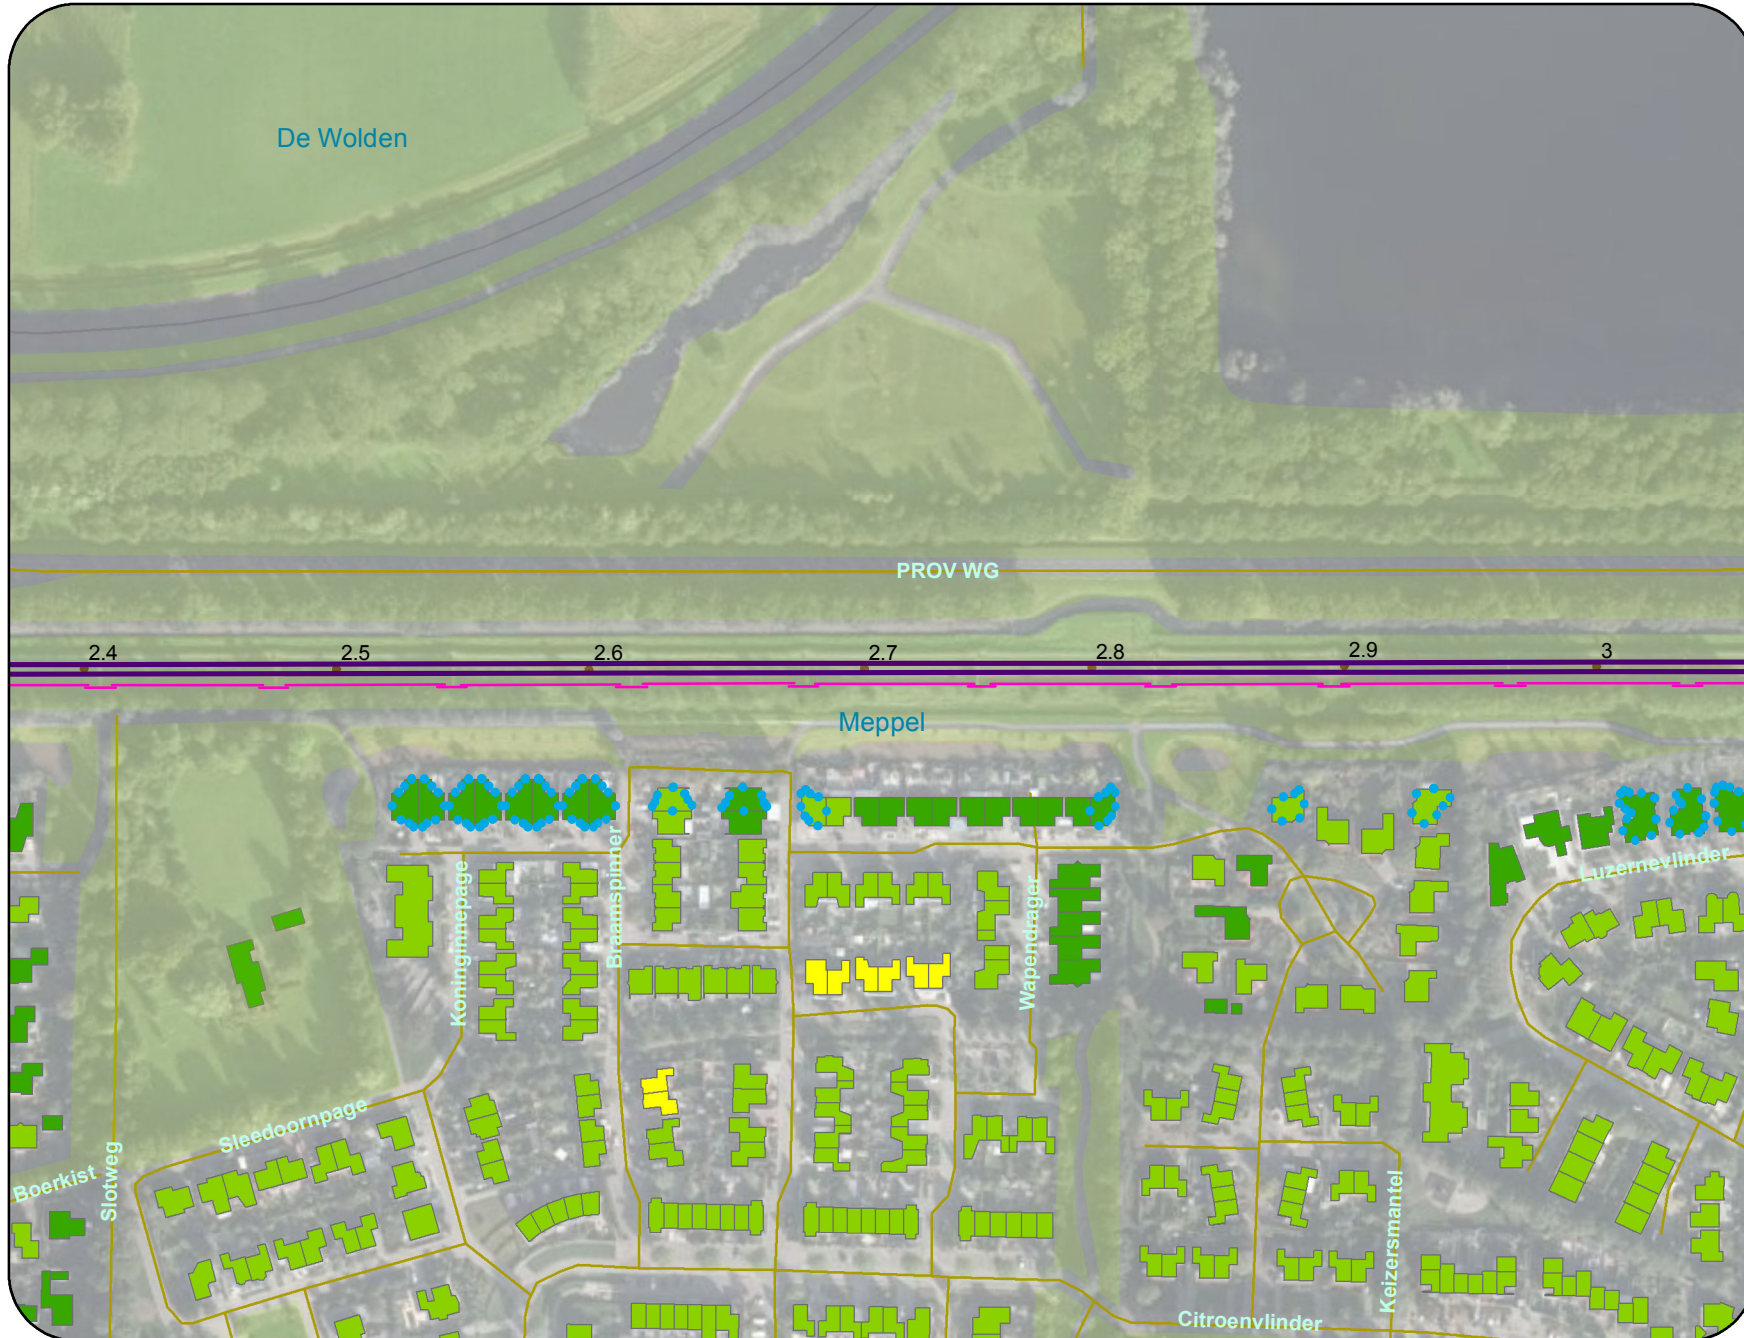 De Wolden
PROV WG
2.4 2.5 2.6 2.7 2.8 2.9 3
Meppel
Luzernevlinder
Koninginnepage
Braamspinner
Wapendrager
Sleedoornpage
Boerkist
Slotweg
Keizersmantel
Citroenvlinder